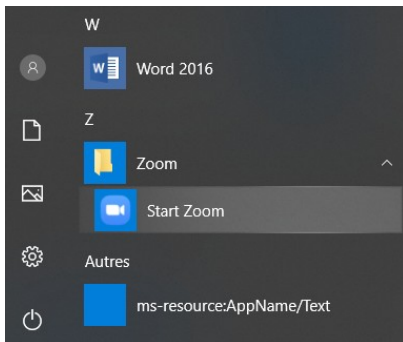 W
Word 2016
Z
Zoom
Start Zoom
Autres
ms-resource:AppName/Text